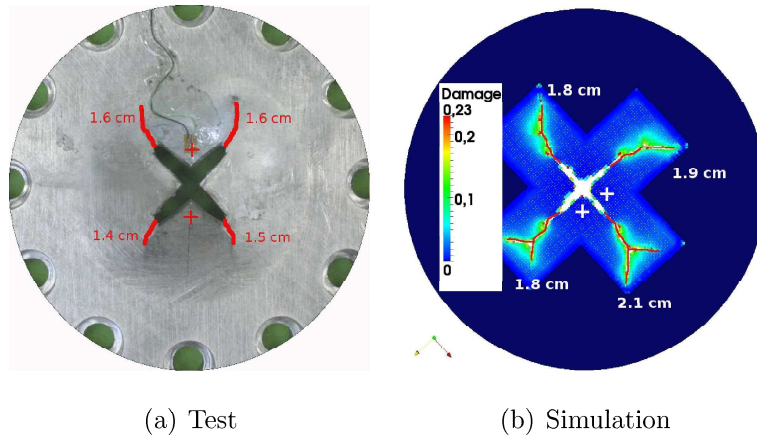 1.6 cm
1.6 cm
1.4 cm
1.5 cm
Damage
0,23
0,2
0,1
0
1.8 cm
1.9 cm
1.8 cm
2.1 cm
(a) Test
(b) Simulation